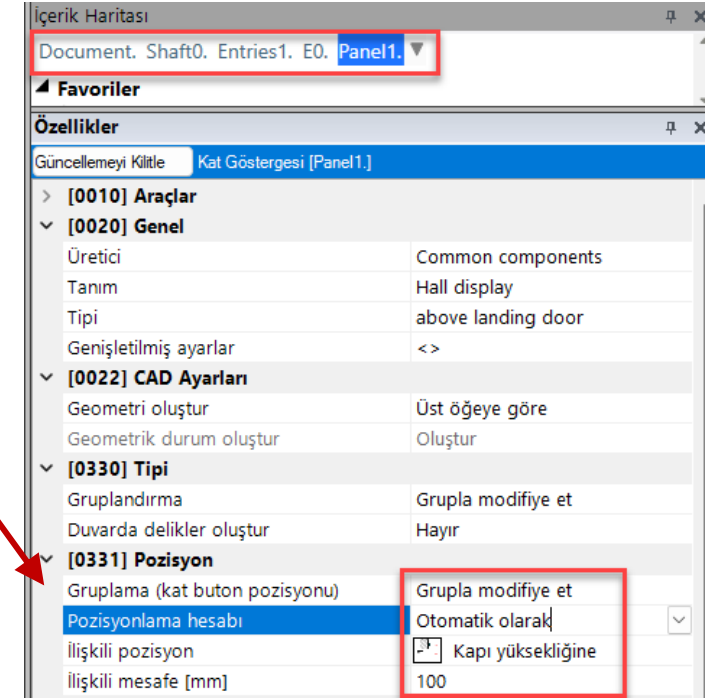 İçerik Haritası
Document. Shaft0. Entries1. E0. Panel1.
Favoriler
Özellikler
Güncellemeyi Kilitle Kat Göstergesi [Panel1.]
[0010] Araçlar
[0020] Genel
Üretici Common components
Tanım Hall display
Tipi above landing door
Genişletilmiş ayarlar <>
[0022] CAD Ayarları
Geometri oluştur Üst öğeye göre
Geometrik durum oluştur Oluştur
[0330] Tipi
Gruplandırma Grupla modifiye et
Duvarda delikler oluştur Hayır
[0331] Pozisyon
Gruplama (kat buton pozisyonu) Grupla modifiye et
Pozisyonlama hesabı Otomatik olarak
İlişkili pozisyon Kapı yüksekliğine
İlişkili mesafe [mm] 100